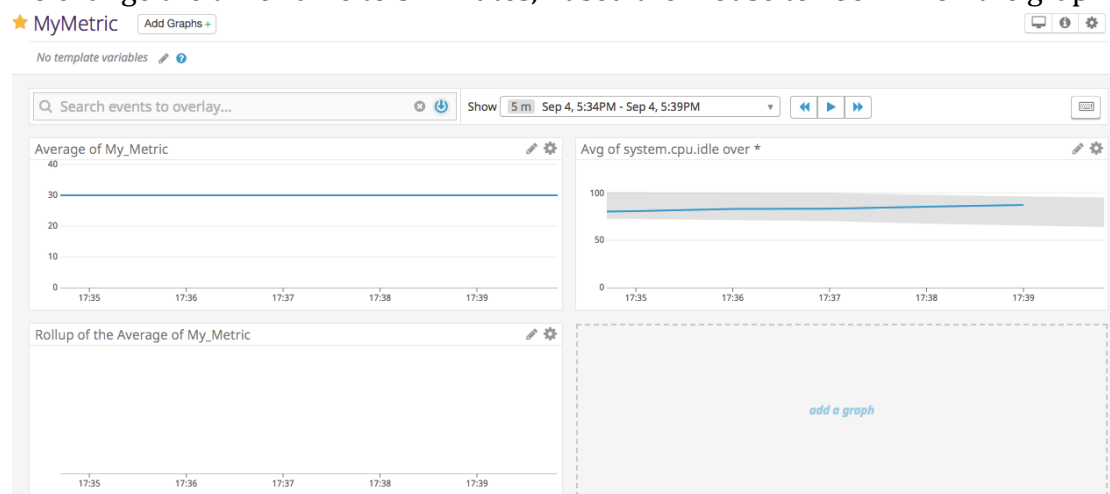 MyMetric Add Graphs +
No template variables
Search events to overlay... Show 5 m Sep 4, 5:34PM - Sep 4, 5:39PM
Average of My_Metric
40
30
20
10
0
17:35 17:36 17:37 17:38 17:39
Avg of system.cpu.idle over *
100
50
0
17:35 17:36 17:37 17:38 17:39
Rollup of the Average of My_Metric
17:35 17:36 17:37 17:38 17:39
add a graph